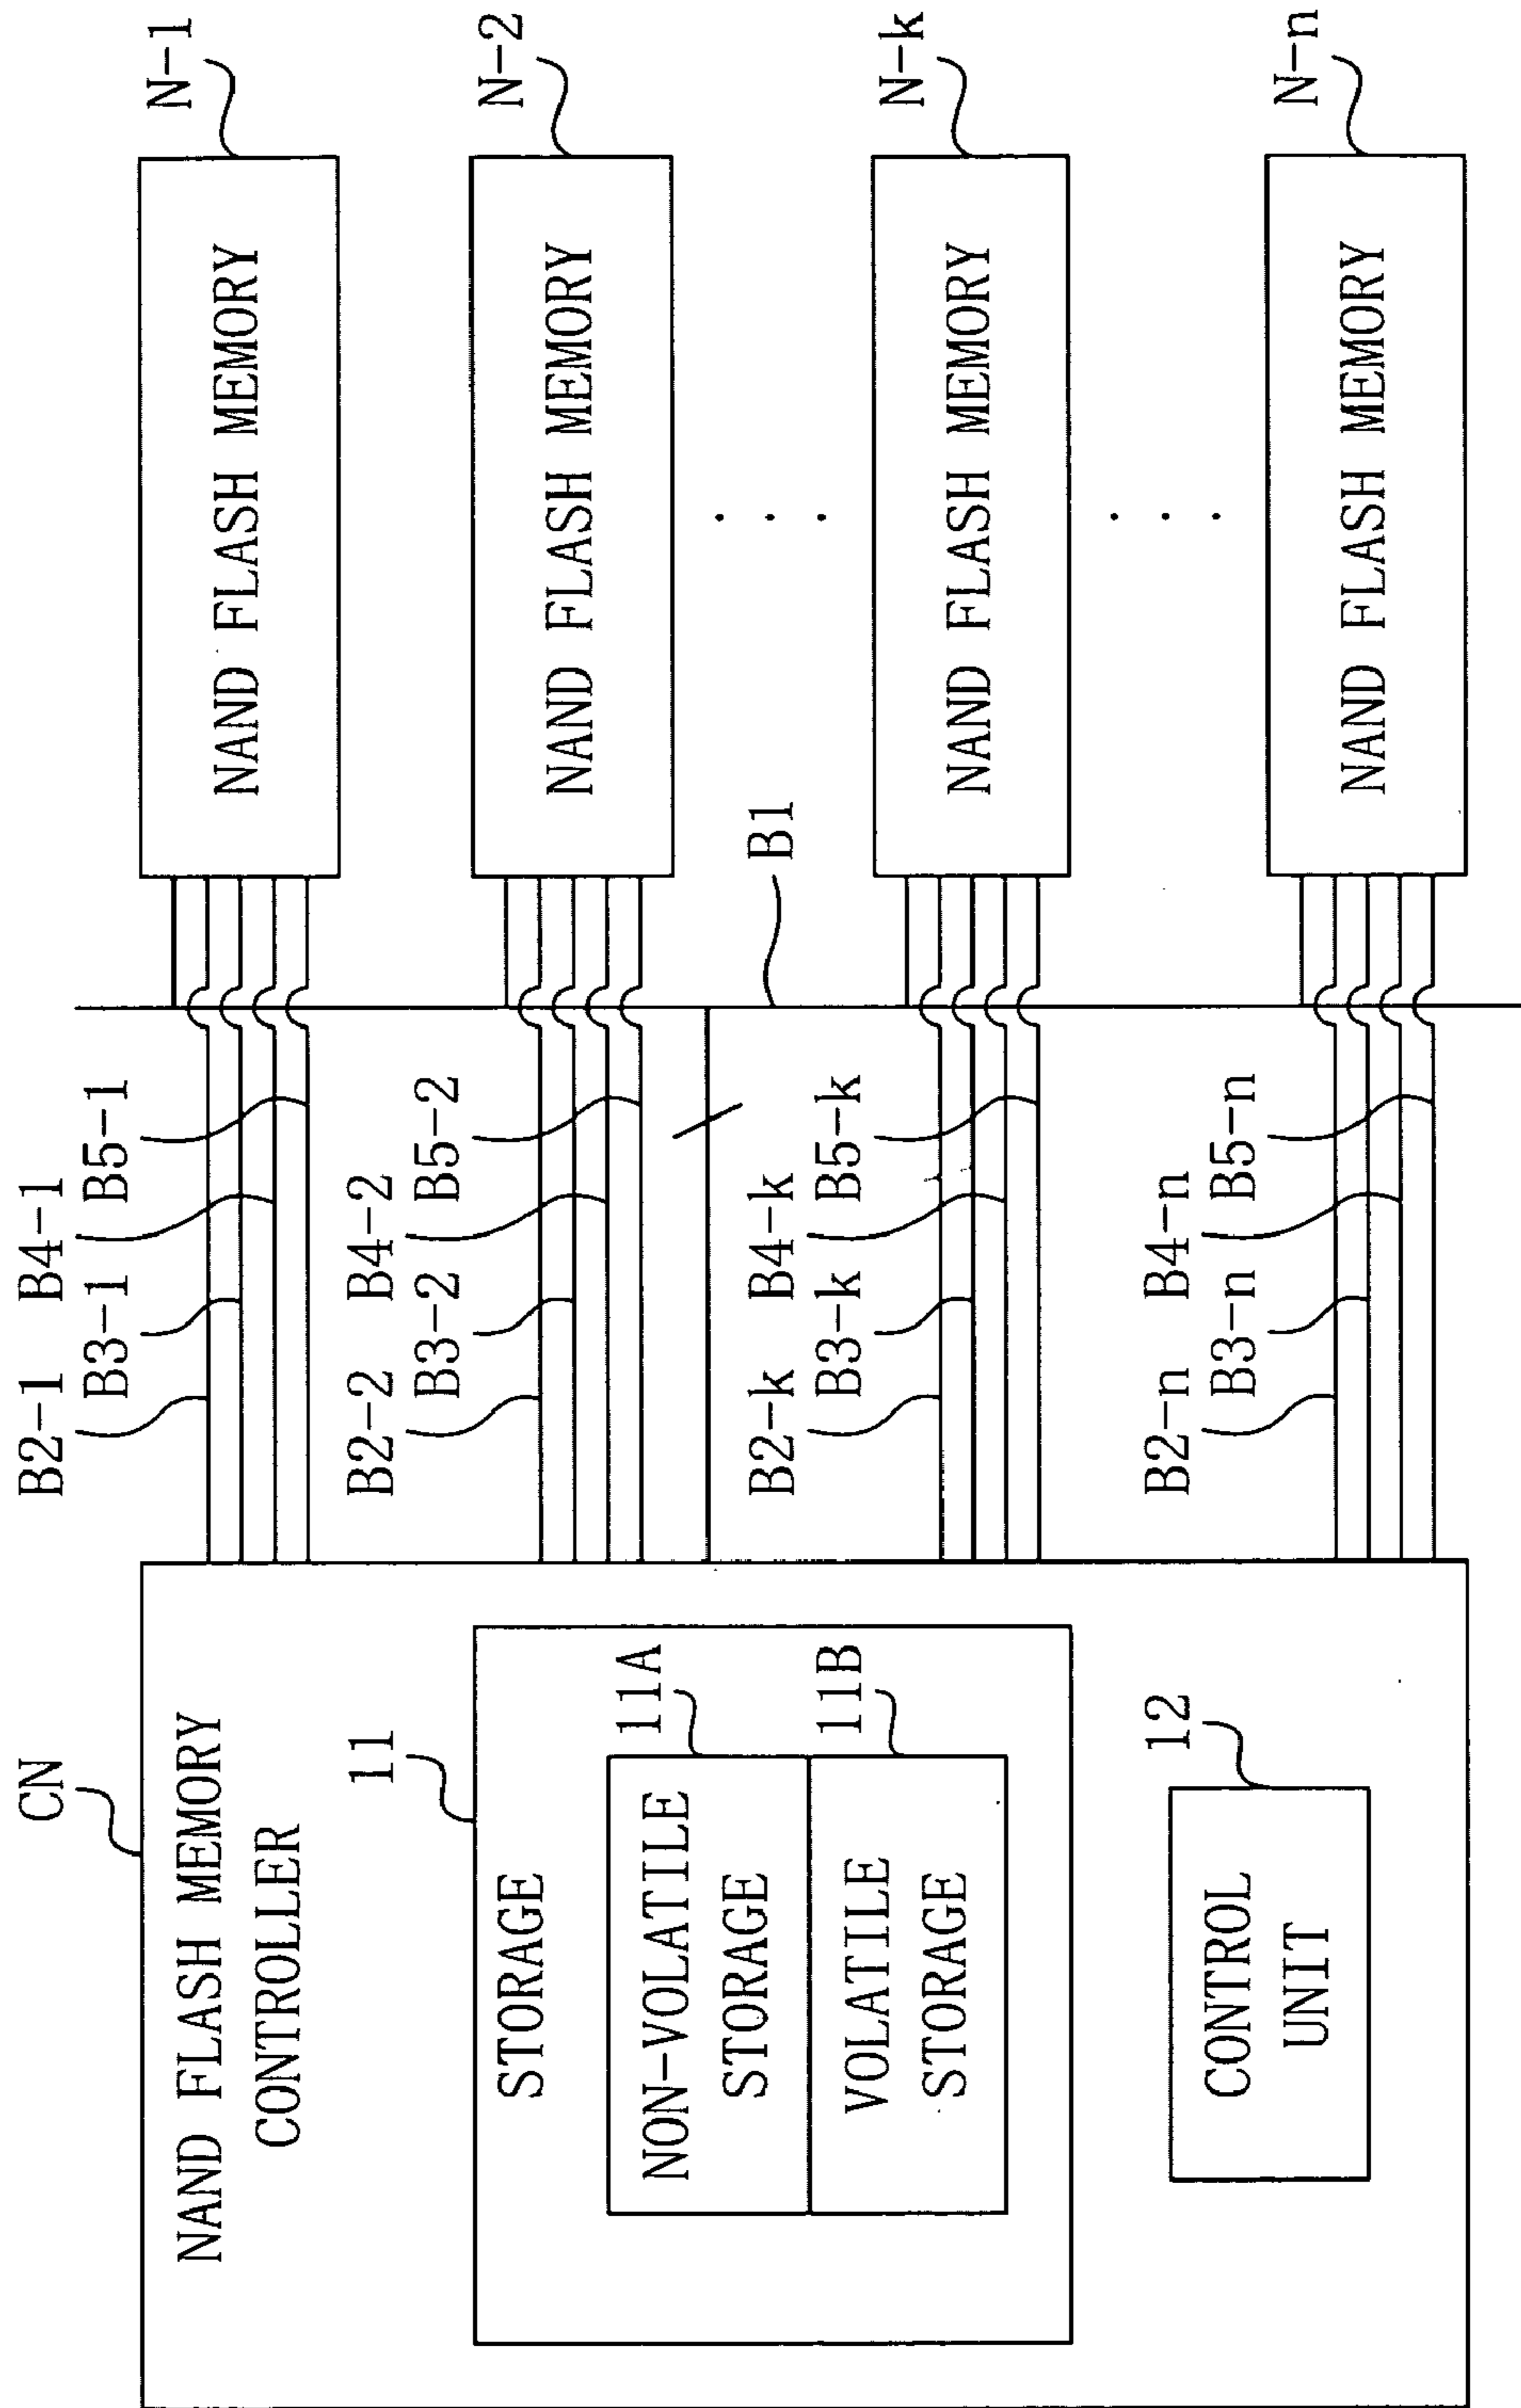 CN
NAND FLASH MEMORY
CONTROLLER
11
STORAGE
11A
NON-VOLATILE
STORAGE
11B
VOLATILE
STORAGE
12
CONTROL
UNIT
B2-1
B3-1
B4-1
B5-1
B2-2
B3-2
B4-2
B5-2
B1
B2-k
B3-k
B4-k
B5-k
B2-n
B3-n
B4-n
B5-n
NAND FLASH MEMORY
N-1
NAND FLASH MEMORY
N-2
. . .
NAND FLASH MEMORY
N-k
. . .
NAND FLASH MEMORY
N-n